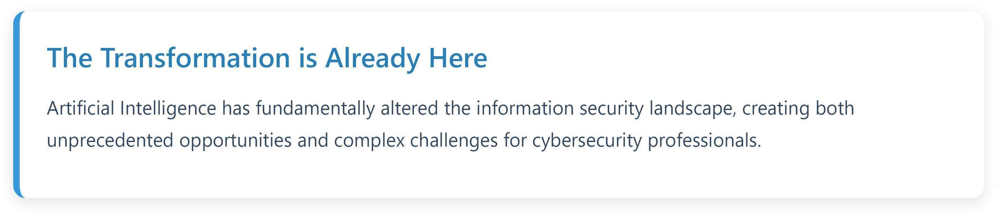 The Transformation is Already Here
Artificial Intelligence has fundamentally altered the information security landscape, creating both
unprecedented opportunities and complex challenges for cybersecurity professionals.